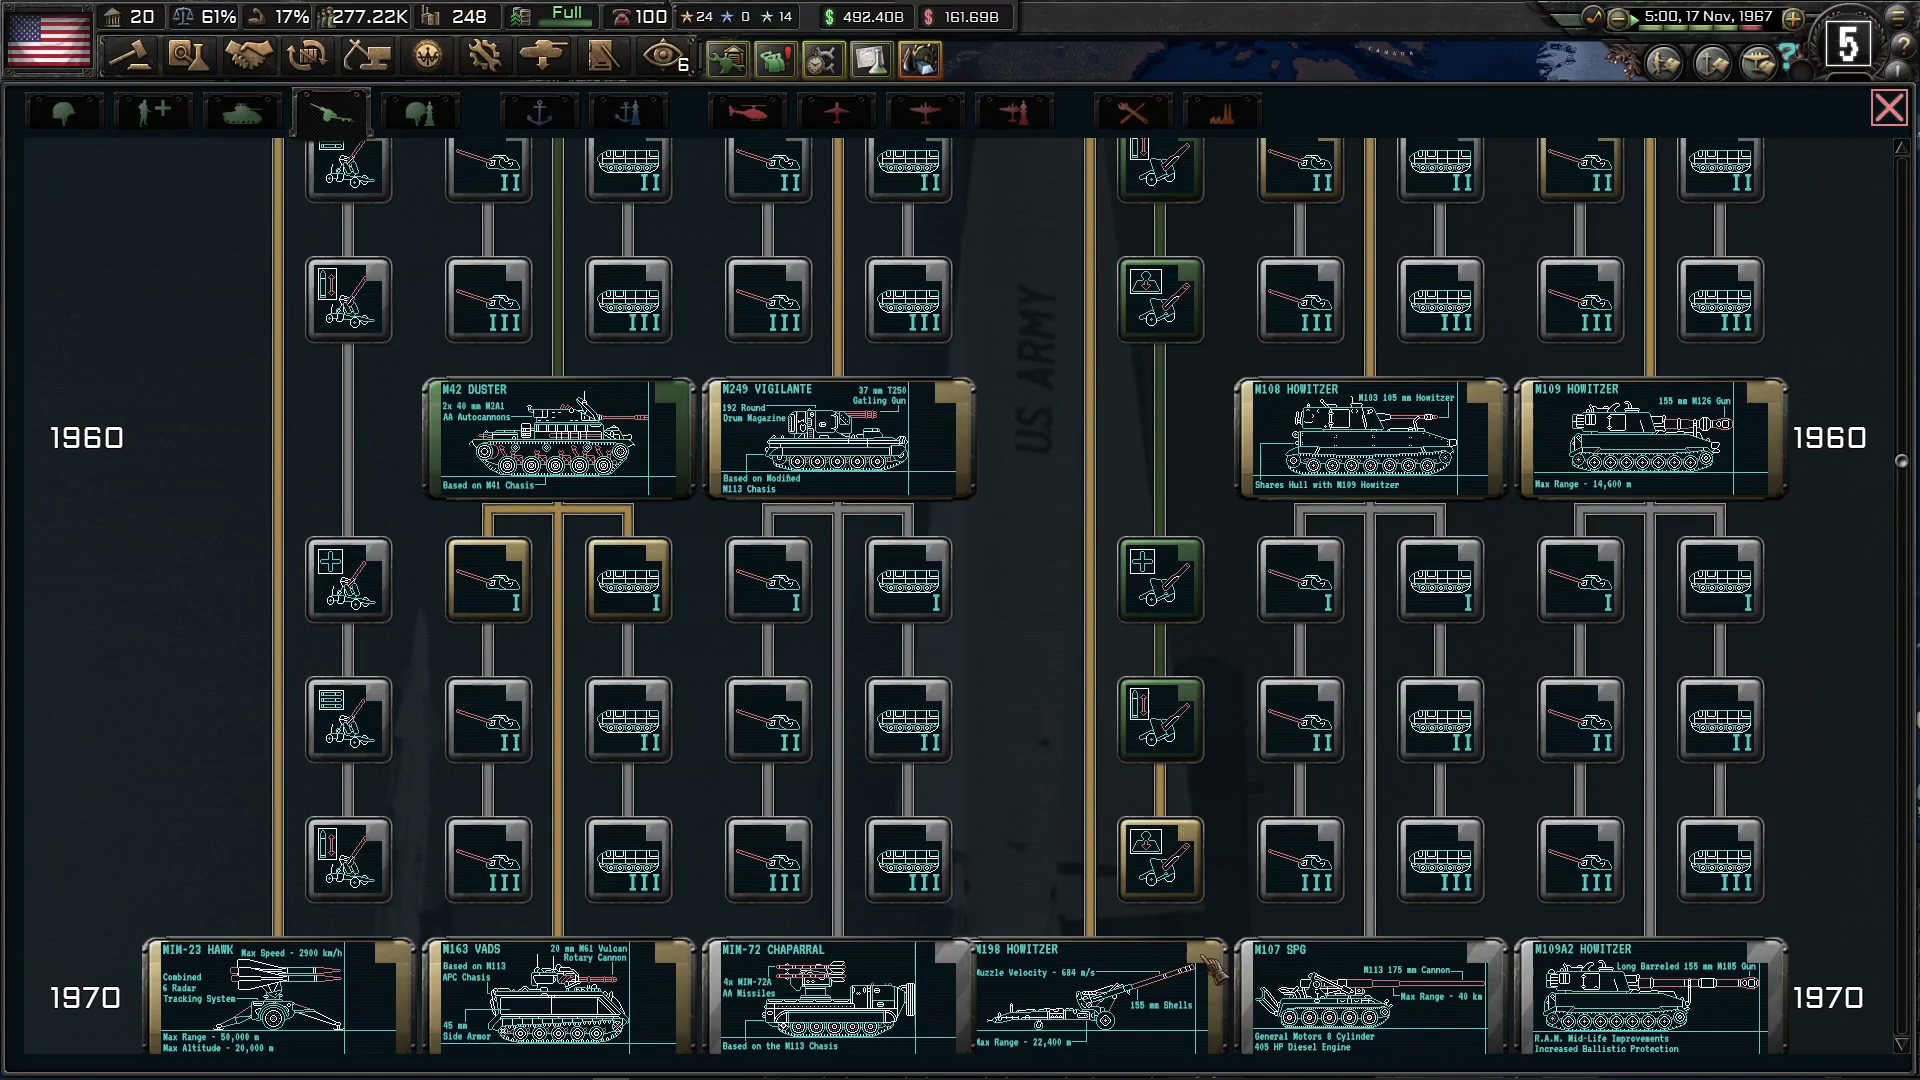 20 61% 17% 277.22K 248 Full 100 24 0 14 492.40B 161.69B 5:00, 17 Nov, 1967
5
6
CANADA
II II II II II II II II
III III III III III III III III
US ARMY
1960
M42 DUSTER
2x 40 mm M2A1
AA Autocannons
Based on M41 Chasis
M249 VIGILANTE
37 mm T250
Gatling Gun
192 Round
Drum Magazine
Based on Modified
M113 Chasis
M108 HOWITZER
M103 105 mm Howitzer
Shares Hull with M109 Howitzer
M109 HOWITZER
155 mm M126 Gun
Max Range - 14,600 m
1960
I I I I I I I I
II II II II II II II II
III III III III III III III III
1970
MIM-23 HAWK
Max Speed - 2900 km/h
Combined
6 Radar
Tracking System
Max Range - 50,000 m
Max Altitude - 20,000 m
M163 VADS
20 mm M61 Vulcan
Rotary Cannon
Based on M113
APC Chasis
45 mm
Side Armor
MIM-72 CHAPARRAL
4x MIM-72A
AA Missiles
Based on the M113 Chasis
M198 HOWITZER
Muzzle Velocity - 684 m/s
155 mm Shells
Max Range - 22,400 m
M107 SPG
M113 175 mm Cannon
Max Range - 40 km
General Motors 8 Cylinder
405 HP Diesel Engine
M109A2 HOWITZER
Long Barreled 155 mm M185 Gun
R.A.M. Mid-Life Improvements
Increased Ballistic Protection
1970